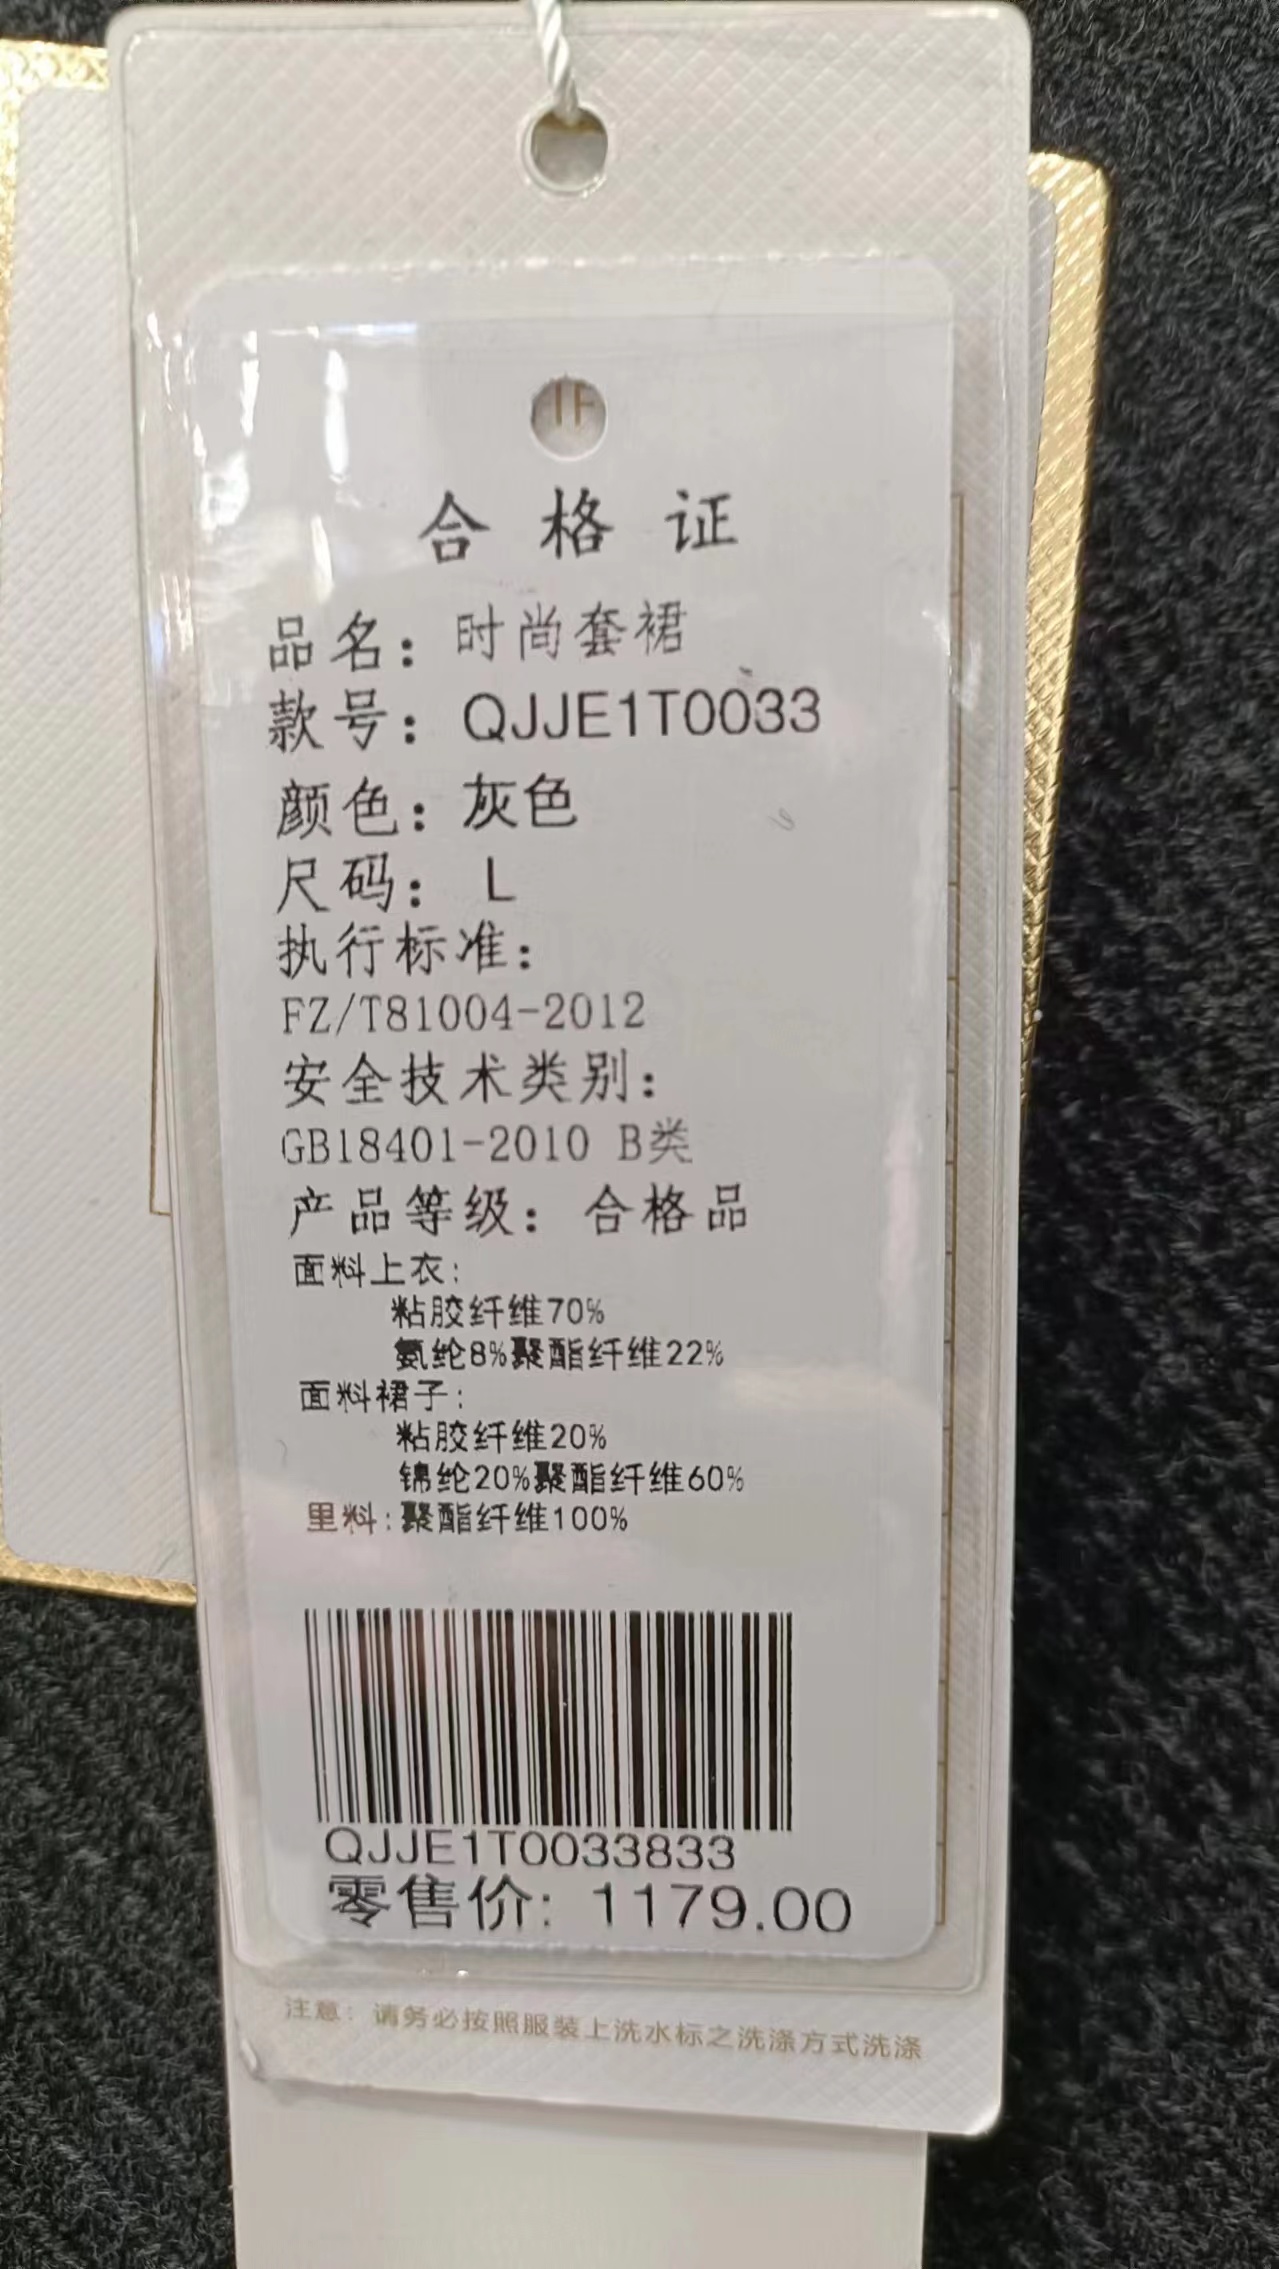 合格证
品名：时尚套裙
款号：QJJE1T0033
颜色：灰色
尺码：L
执行标准：
FZ/T81004-2012
安全技术类别：
GB18401-2010 B类
产品等级：合格品
面料上衣:
粘胶纤维70%
氨纶8%聚酯纤维22%
面料裙子:
粘胶纤维20%
锦纶20%聚酯纤维60%
里料:聚酯纤维100%
QJJE1T0033833
零售价: 1179.00
注意：请务必按照服装上洗水标之洗涤方式洗涤